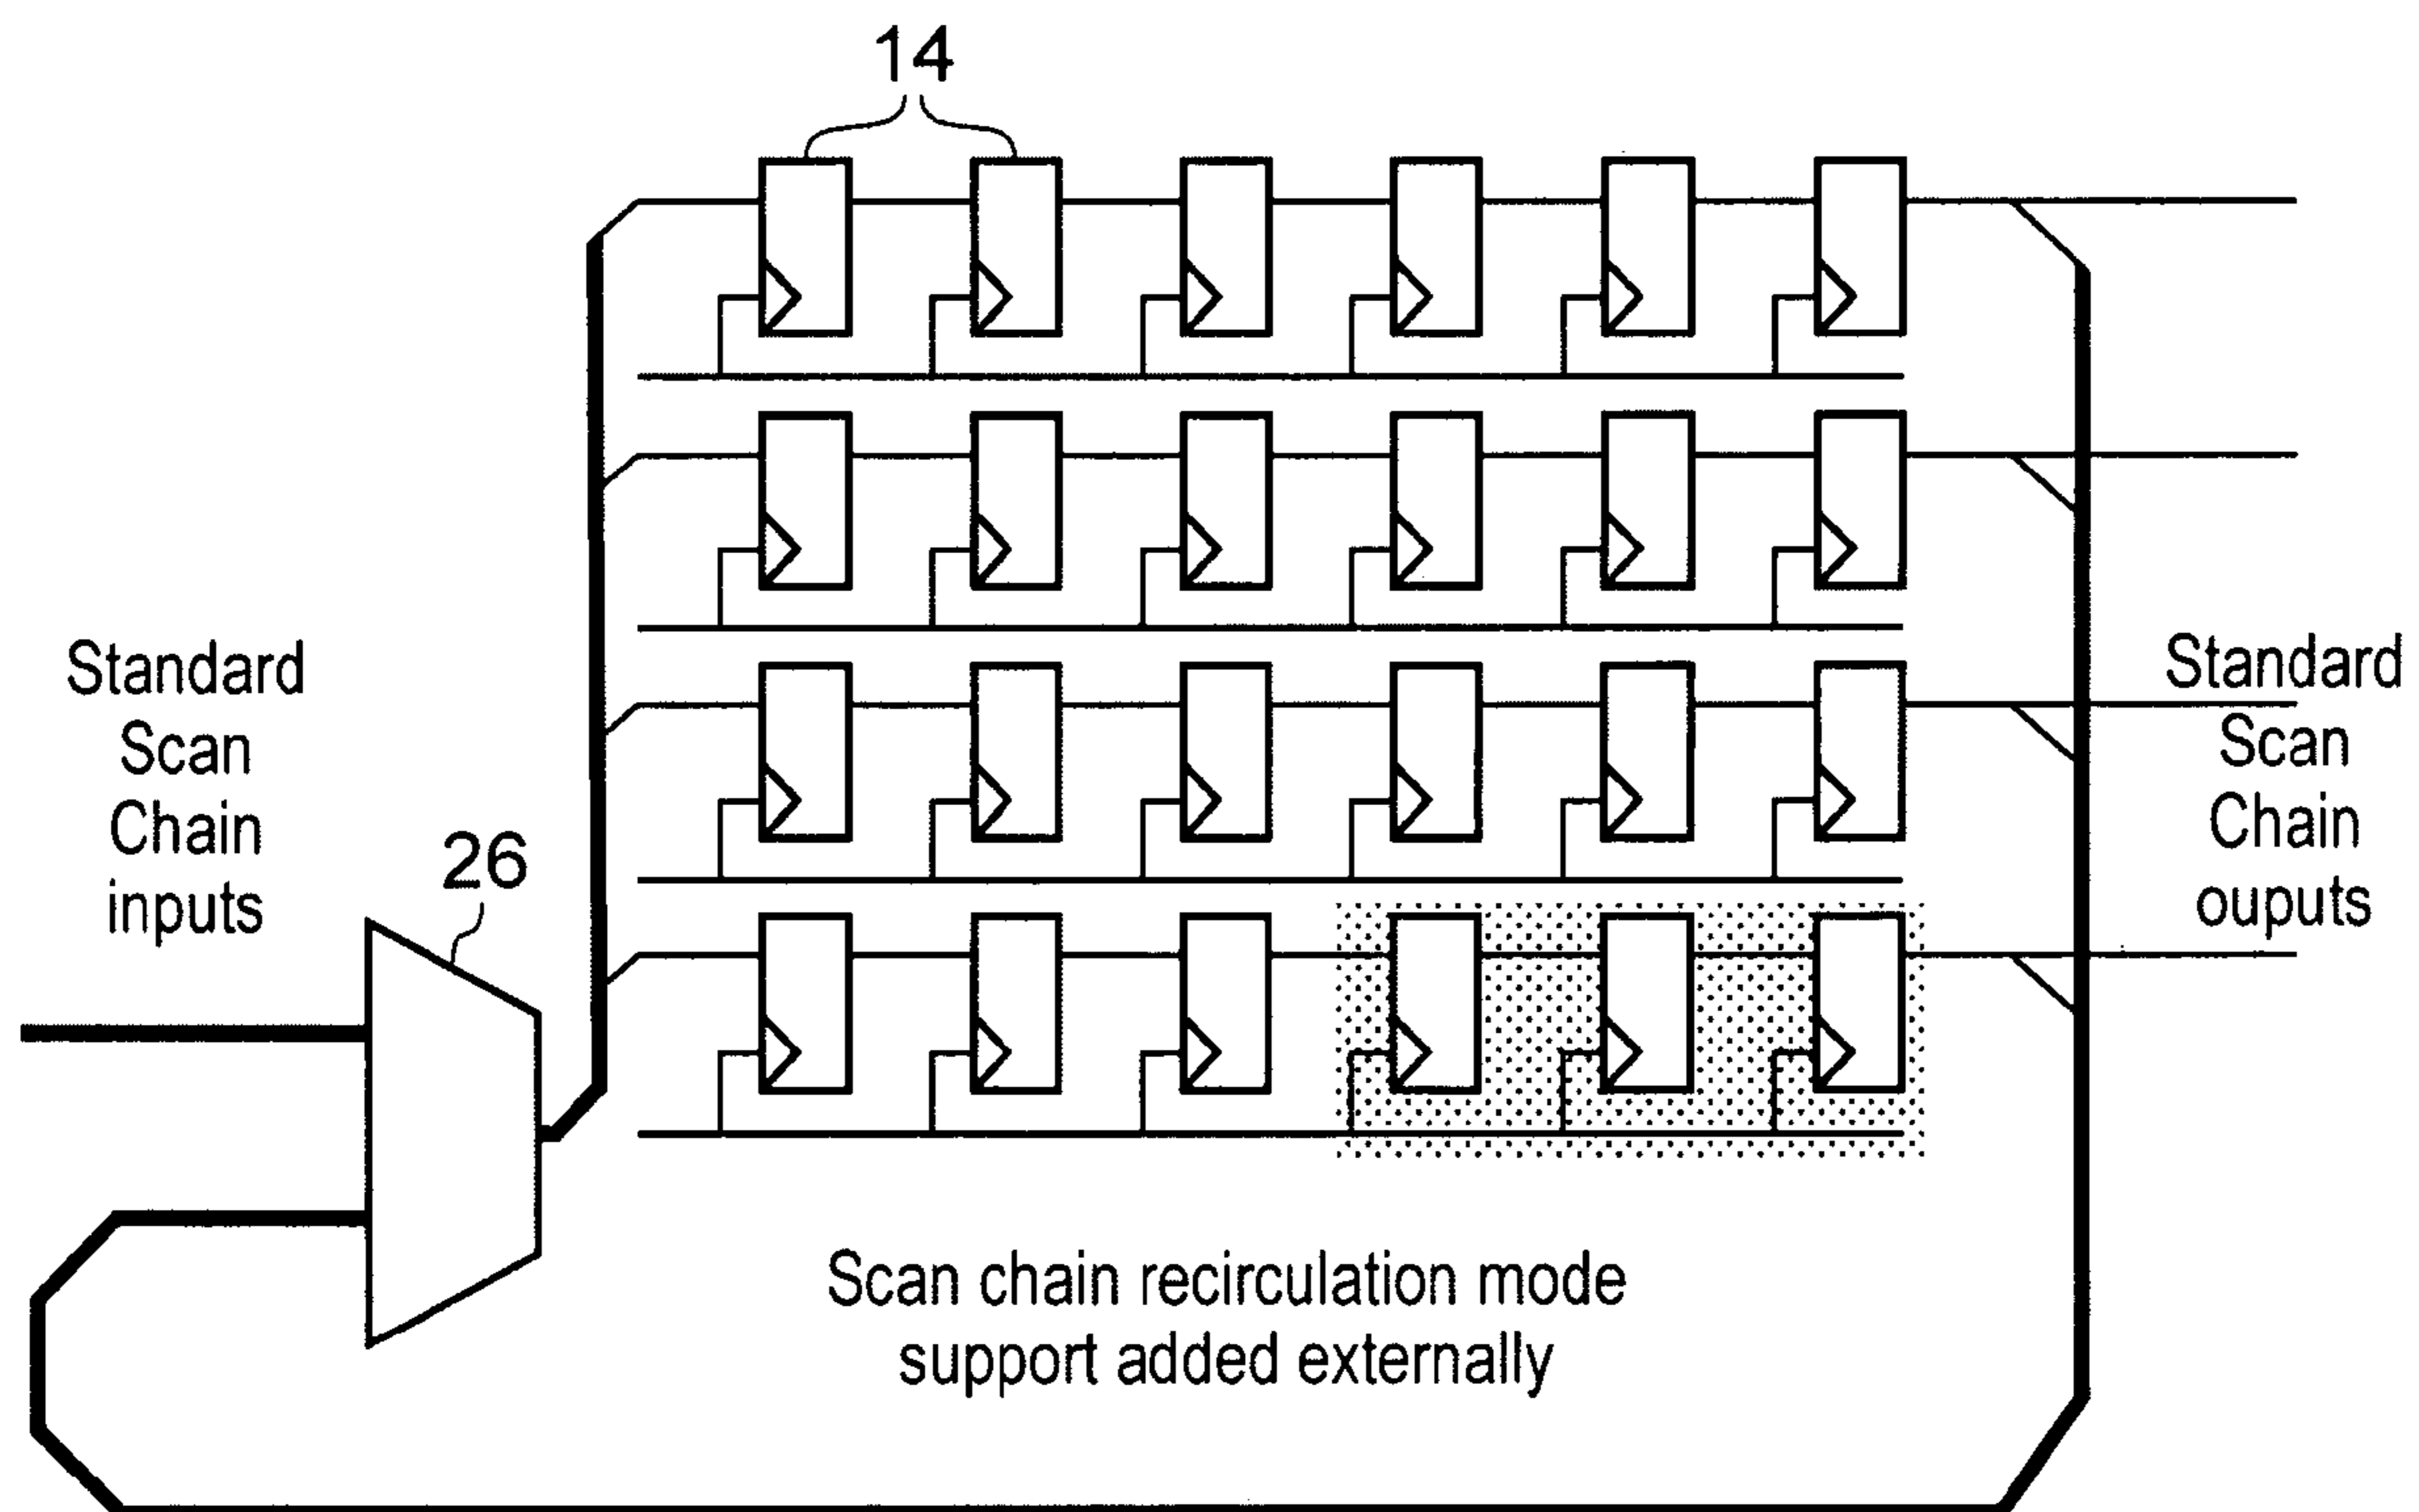 14
Standard
Scan
Chain
inputs
26
Standard
Scan
Chain
ouputs
Scan chain recirculation mode
support added externally